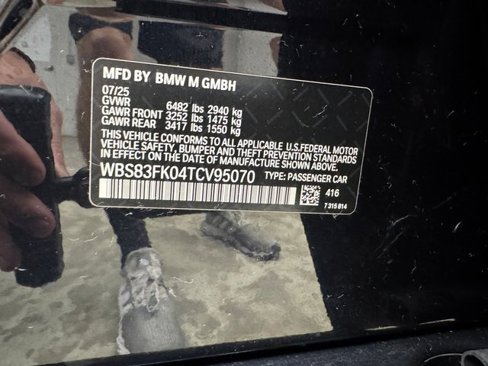 MFD BY BMW M GMBH
07/25
GVWR 6482 lbs 2940 kg
GAWR FRONT 3252 lbs 1475 kg
GAWR REAR 3417 lbs 1550 kg
THIS VEHICLE CONFORMS TO ALL APPLICABLE U.S.FEDERAL MOTOR
VEHICLE SAFETY, BUMPER AND THEFT PREVENTION STANDARDS
IN EFFECT ON THE DATE OF MANUFACTURE SHOWN ABOVE.
WBS83FK04TCV95070 TYPE: PASSENGER CAR
416
7 315 814